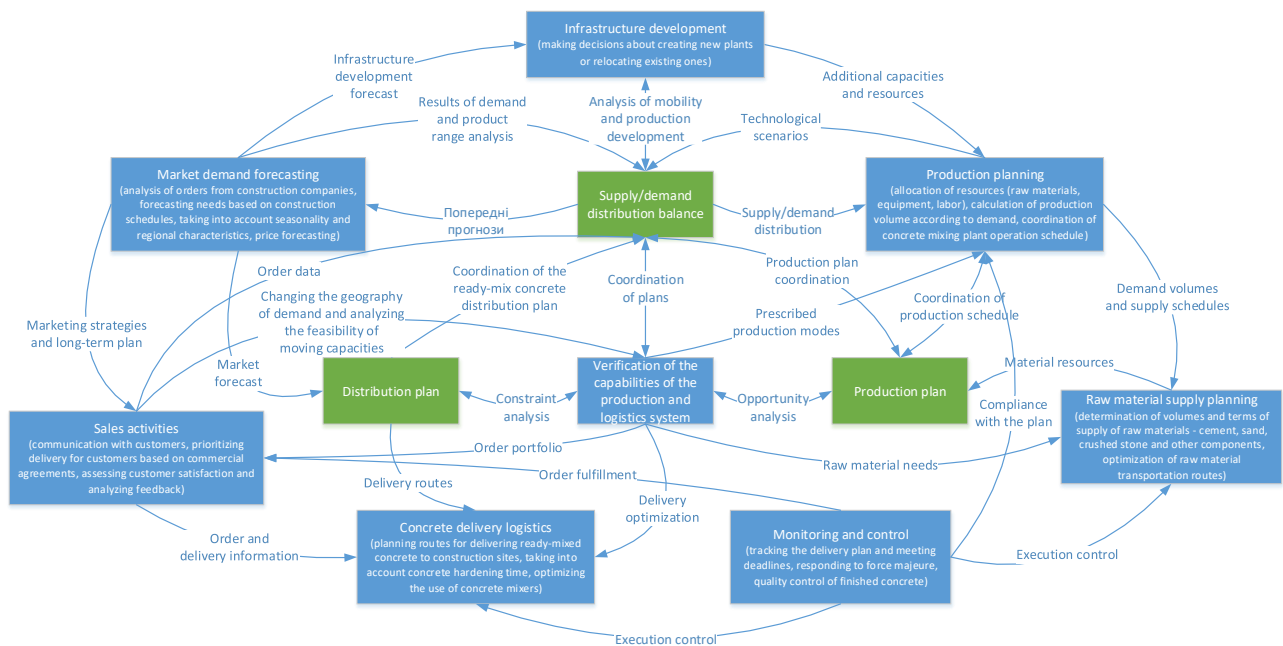 Infrastructure development
(making decisions about creating new plants
or relocating existing ones)
Infrastructure
development
forecast
Additional capacities
and resources
Results of demand
and product
range analysis
Analysis of mobility
and production
development
Technological
scenarios
Market demand forecasting
(analysis of orders from construction companies,
forecasting needs based on construction
schedules, taking into account seasonality and
regional characteristics, price forecasting)
Supply/demand
distribution balance
Production planning
(allocation of resources (raw materials,
equipment, labor), calculation of production
volume according to demand, coordination of
concrete mixing plant operation schedule)
Попередні
прогнози
Supply/demand
distribution
Order data
Coordination of the
ready-mix concrete
distribution plan
Coordination
of plans
Production plan
coordination
Changing the geography
of demand and analyzing
the feasibility of
moving capacities
Prescribed
production modes
Coordination of
production schedule
Demand volumes
and supply schedules
Marketing strategies
and long-term plan
Market
forecast
Material resources
Distribution plan
Verification of the
capabilities of the
production and
logistics system
Production plan
Constraint
analysis
Opportunity
analysis
Compliance
with the plan
Raw material supply planning
(determination of volumes and terms of
supply of raw materials - cement, sand,
crushed stone and other components,
optimization of raw material
transportation routes)
Sales activities
(communication with customers, prioritizing
delivery for customers based on commercial
agreements, assessing customer satisfaction and
analyzing feedback)
Order portfolio
Raw material needs
Order fulfillment
Delivery routes
Delivery
optimization
Order and
delivery information
Concrete delivery logistics
(planning routes for delivering ready-mixed
concrete to construction sites, taking into
account concrete hardening time, optimizing
the use of concrete mixers)
Monitoring and control
(tracking the delivery plan and meeting
deadlines, responding to force majeure,
quality control of finished concrete)
Execution control
Execution control